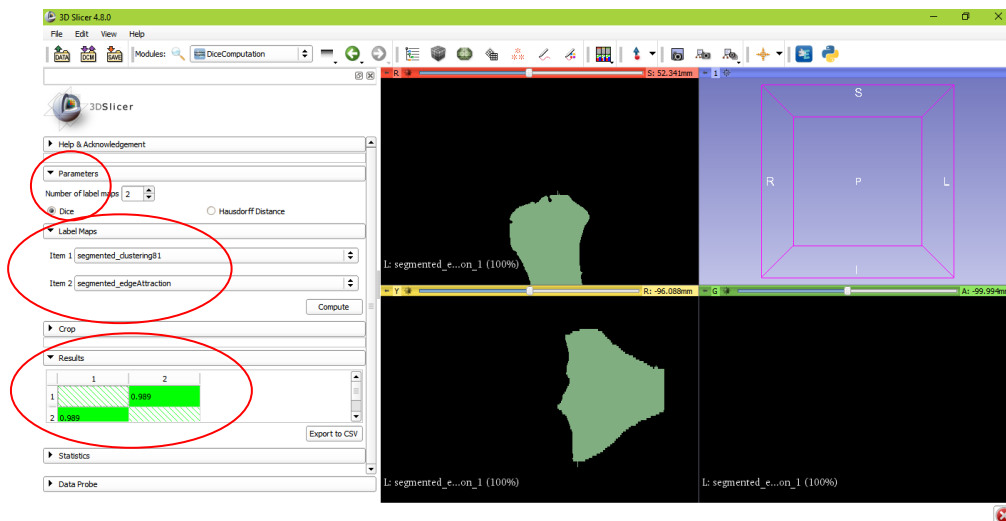 3D Slicer 4.8.0
File Edit View Help
DATA DCM SAVE Modules: DiceComputation
R S: 52.341mm 1
3DSlicer
Help & Acknowledgement
Parameters
Number of label maps 2
Dice Hausdorff Distance
Label Maps
Item 1 segmented_clustering81
Item 2 segmented_edgeAttraction
Compute
Crop
Results
1 2
1 0.989
2 0.989
Export to CSV
Statistics
Data Probe
L: segmented_e...on_1 (100%)
S
R P L
I
Y R: -96.088mm G A: -99.994mm
L: segmented_e...on_1 (100%) L: segmented_e...on_1 (100%)